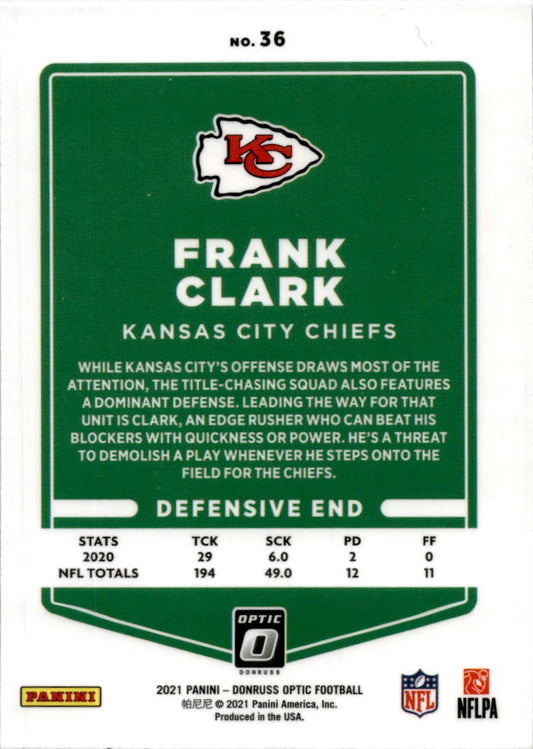 NO. 36
KC
FRANK
CLARK
KANSAS CITY CHIEFS
WHILE KANSAS CITY'S OFFENSE DRAWS MOST OF THE
ATTENTION, THE TITLE-CHASING SQUAD ALSO FEATURES
A DOMINANT DEFENSE. LEADING THE WAY FOR THAT
UNIT IS CLARK, AN EDGE RUSHER WHO CAN BEAT HIS
BLOCKERS WITH QUICKNESS OR POWER. HE'S A THREAT
TO DEMOLISH A PLAY WHENEVER HE STEPS ONTO THE
FIELD FOR THE CHIEFS.
DEFENSIVE END
STATS TCK SCK PD FF
2020 29 6.0 2 0
NFL TOTALS 194 49.0 12 11
OPTIC
O
DONRUSS
PANINI
2021 PANINI – DONRUSS OPTIC FOOTBALL
帕尼尼 © 2021 Panini America, Inc.
Produced in the USA.
NFL
NFLPA